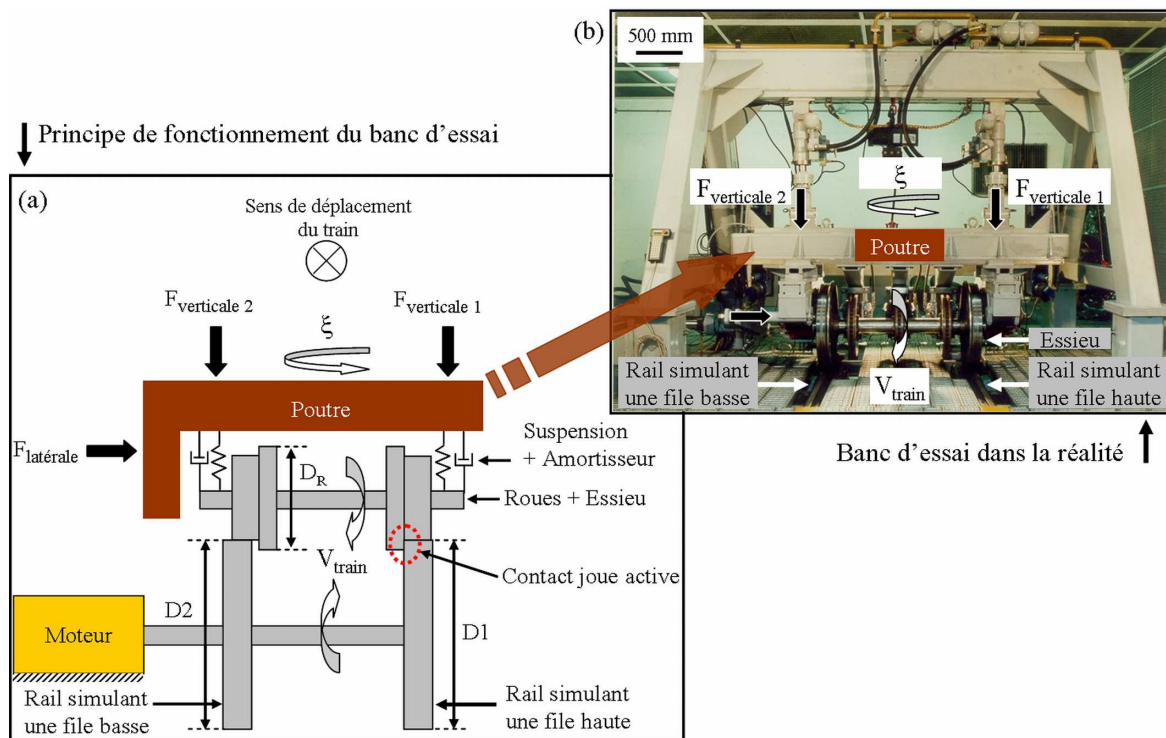 (b)
500 mm
Principe de fonctionnement du banc d'essai
F verticale 2
ξ
F verticale 1
Poutre
Essieu
Rail simulant
une file basse
V train
Rail simulant
une file haute
Banc d'essai dans la réalité
(a)
Sens de déplacement
du train
F verticale 2
F verticale 1
ξ
Poutre
F latérale
Suspension
+ Amortisseur
D R
Roues + Essieu
V train
Contact joue active
D2
D1
Moteur
Rail simulant
une file basse
Rail simulant
une file haute